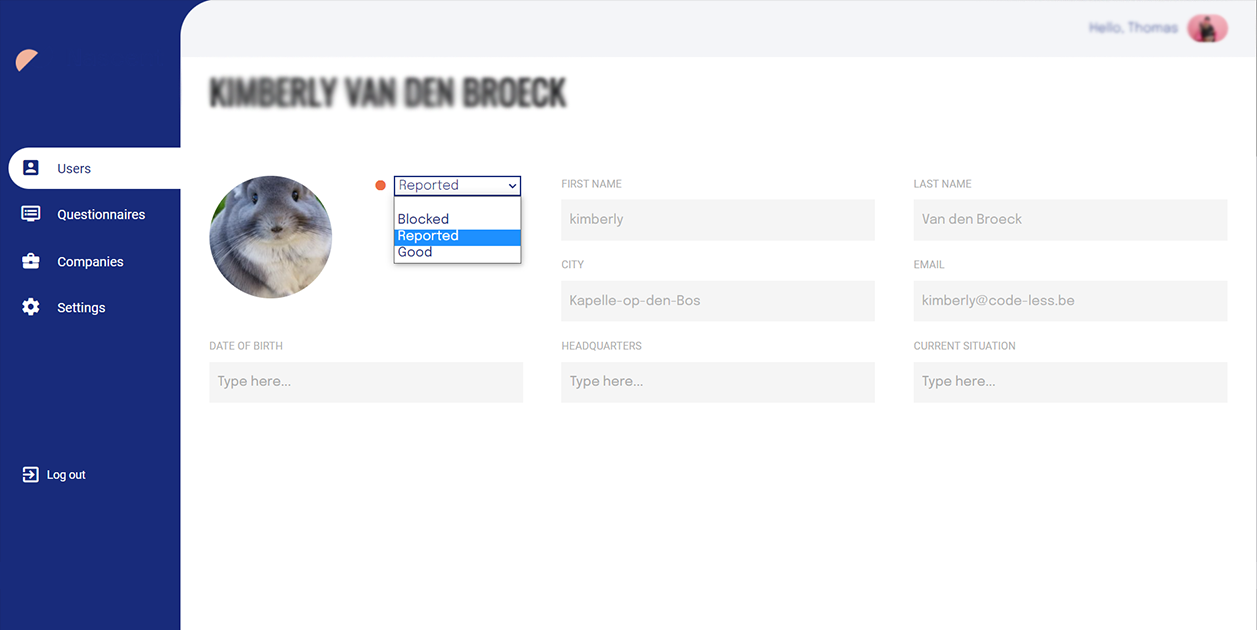 Hello, Thomas
KIMBERLY VAN DEN BROECK
Users
Questionnaires
Companies
Settings
Log out
Reported
Blocked
Reported
Good
FIRST NAME
kimberly
LAST NAME
Van den Broeck
CITY
Kapelle-op-den-Bos
EMAIL
kimberly@code-less.be
DATE OF BIRTH
Type here...
HEADQUARTERS
Type here...
CURRENT SITUATION
Type here...